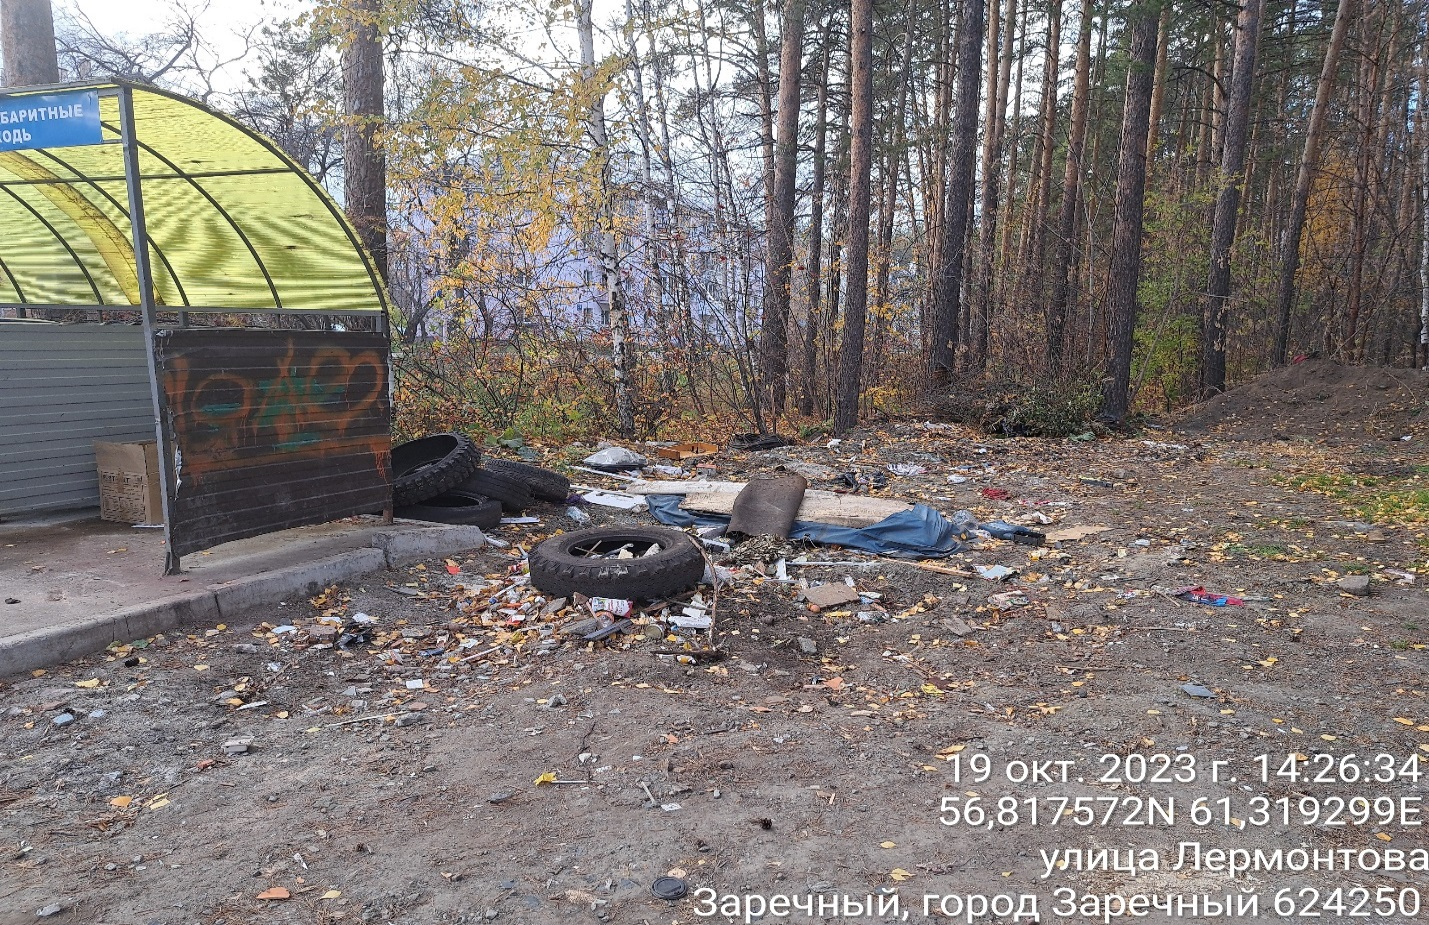 БАРИТНЫЕ
ХОДЬ
19 окт. 2023 г. 14:26:34
56,817572N 61,319299E
улица Лермонтова
Заречный, город Заречный 624250